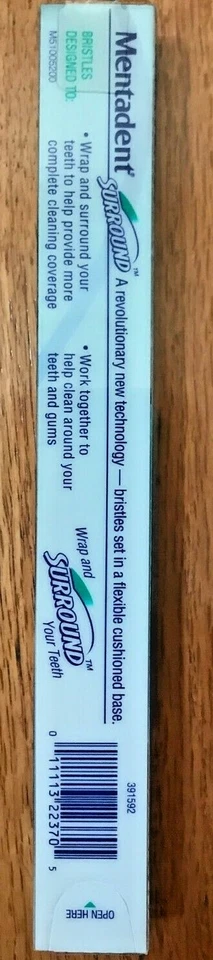 Mentadent®
SURROUND™ A revolutionary new technology — bristles set in a flexible cushioned base.
BRISTLES
DESIGNED TO:
M51D05200
• Wrap and surround your
teeth to help provide more
complete cleaning coverage
• Work together to
help clean around your
teeth and gums
Wrap and
SURROUND™
Your Teeth
391592
0 11113 22370 5
OPEN HERE